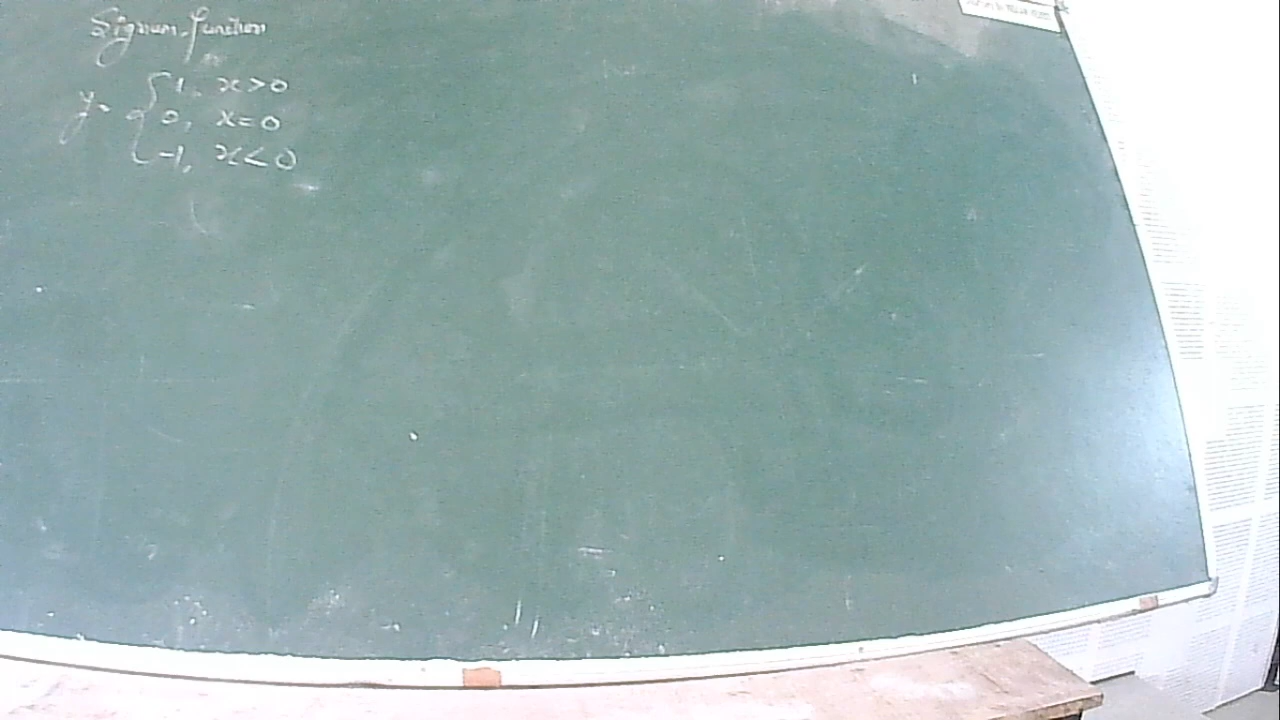 Signum function
y = { 1, x > 0
0, x = 0
-1, x < 0